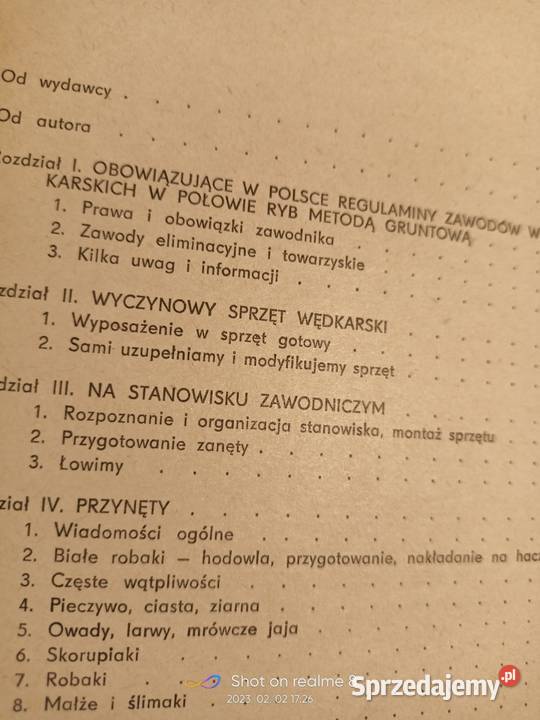 Od wydawcy . . . . . . .
Od autora . . . . . . .
Rozdział I. OBOWIĄZUJĄCE W POLSCE REGULAMINY ZAWODÓW W
KARSKICH W POŁOWIE RYB METODĄ GRUNTOWĄ
1. Prawa i obowiązki zawodnika . . . .
2. Zawody eliminacyjne i towarzyskie . . . .
3. Kilka uwag i informacji . . . . .
zdział II. WYCZYNOWY SPRZĘT WĘDKARSKI . . . .
1. Wyposażenie w sprzęt gotowy . . . .
2. Sami uzupełniamy i modyfikujemy sprzęt . . .
dział III. NA STANOWISKU ZAWODNICZYM . . . .
1. Rozpoznanie i organizacja stanowiska, montaż sprzętu .
2. Przygotowanie zanęty . . . . . .
3. Łowimy . . . . . . .
ział IV. PRZYNĘTY . . . . . . .
1. Wiadomości ogólne . . . . . .
2. Białe robaki — hodowla, przygotowanie, nakładanie na hacz
3. Częste wątpliwości . . . . . .
4. Pieczywo, ciasta, ziarna . . . . .
5. Owady, larwy, mrówcze jaja . . . .
6. Skorupiaki . . . . . .
7. Robaki . . . . . .
8. Małże i ślimaki . . . . .
Shot on realme 8
2023.02.02 17:26
Sprzedajemy.pl